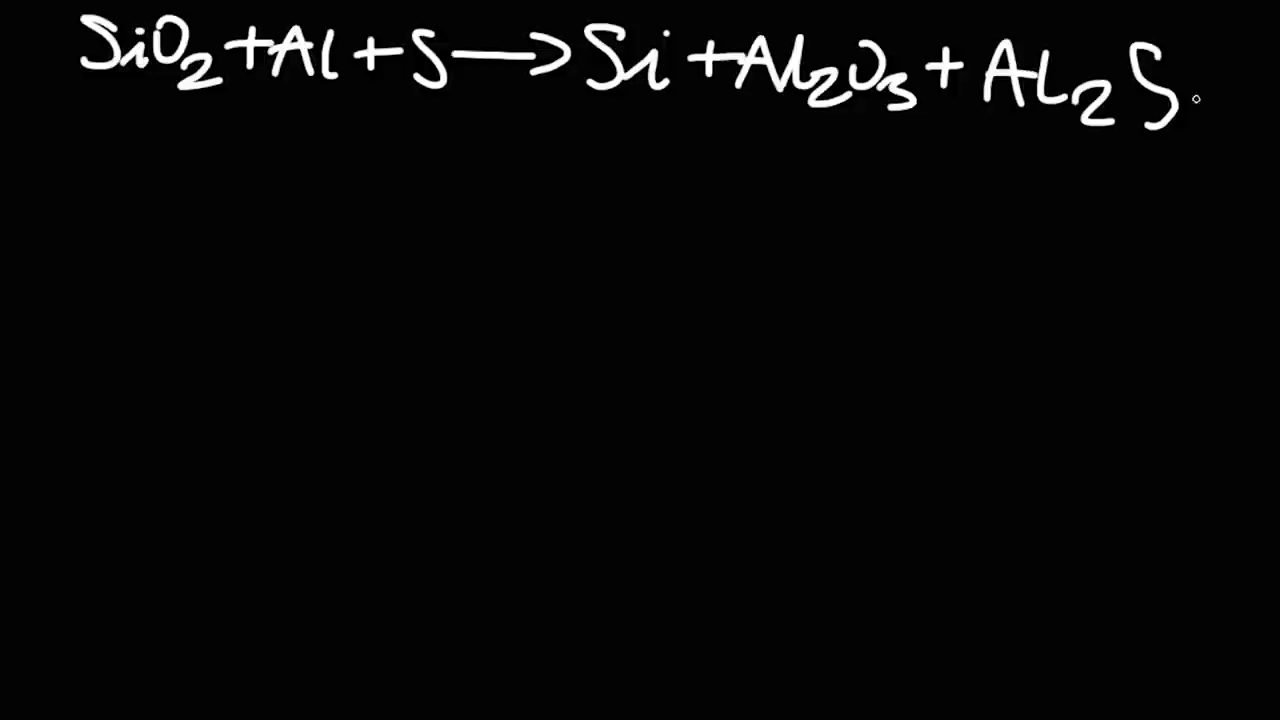 SiO₂ + Al + S → Si + Al₂O₃ + Al₂S